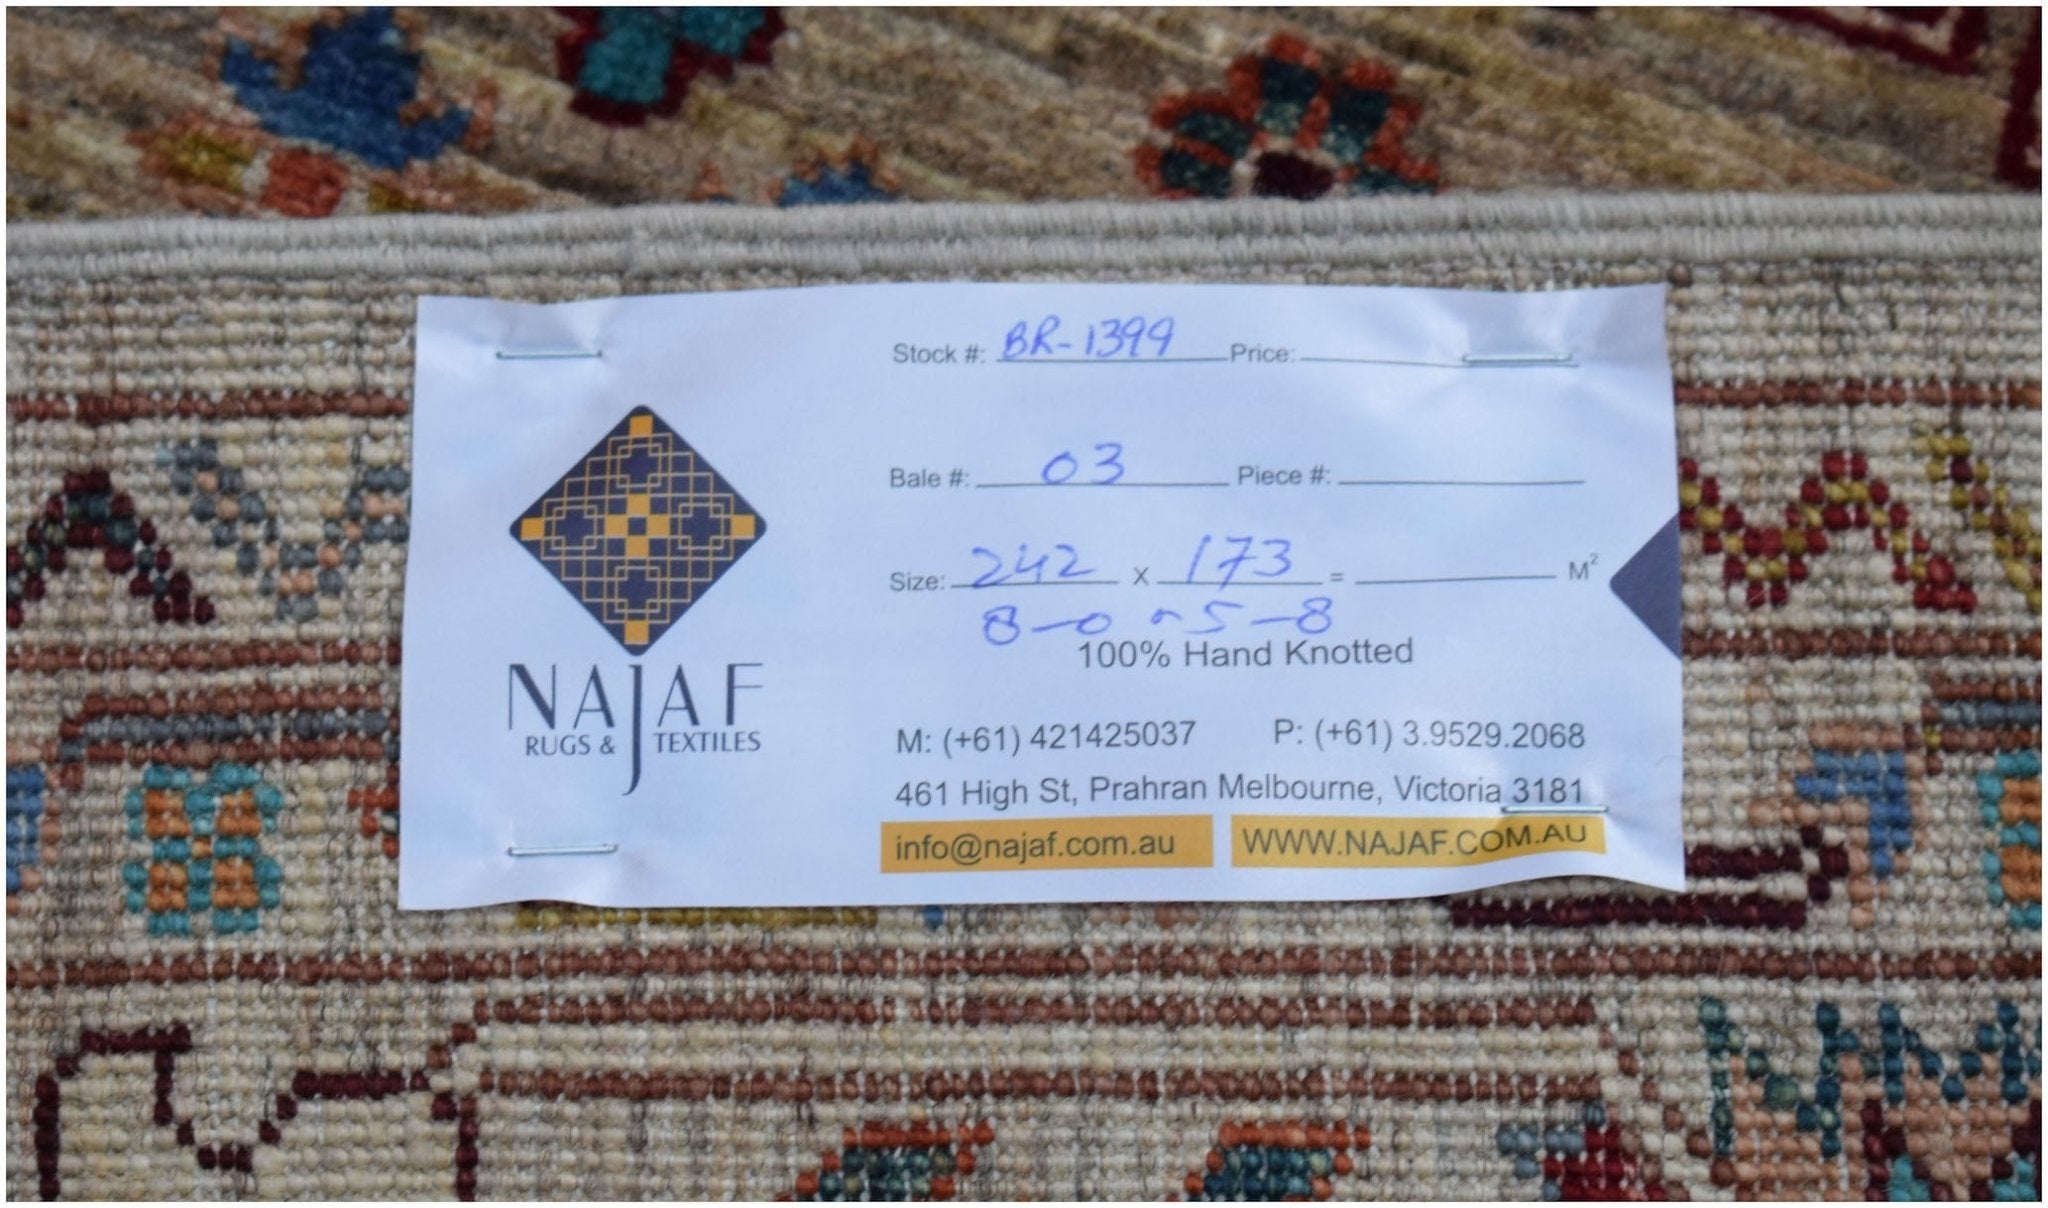 NAJAF
RUGS & TEXTILES
Stock #: BR-1399 Price:
Bale #: 03 Piece #:
Size: 242 x 173 = M²
8-0 x 5-8
100% Hand Knotted
M: (+61) 421425037 P: (+61) 3.9529.2068
461 High St, Prahran Melbourne, Victoria 3181
info@najaf.com.au WWW.NAJAF.COM.AU